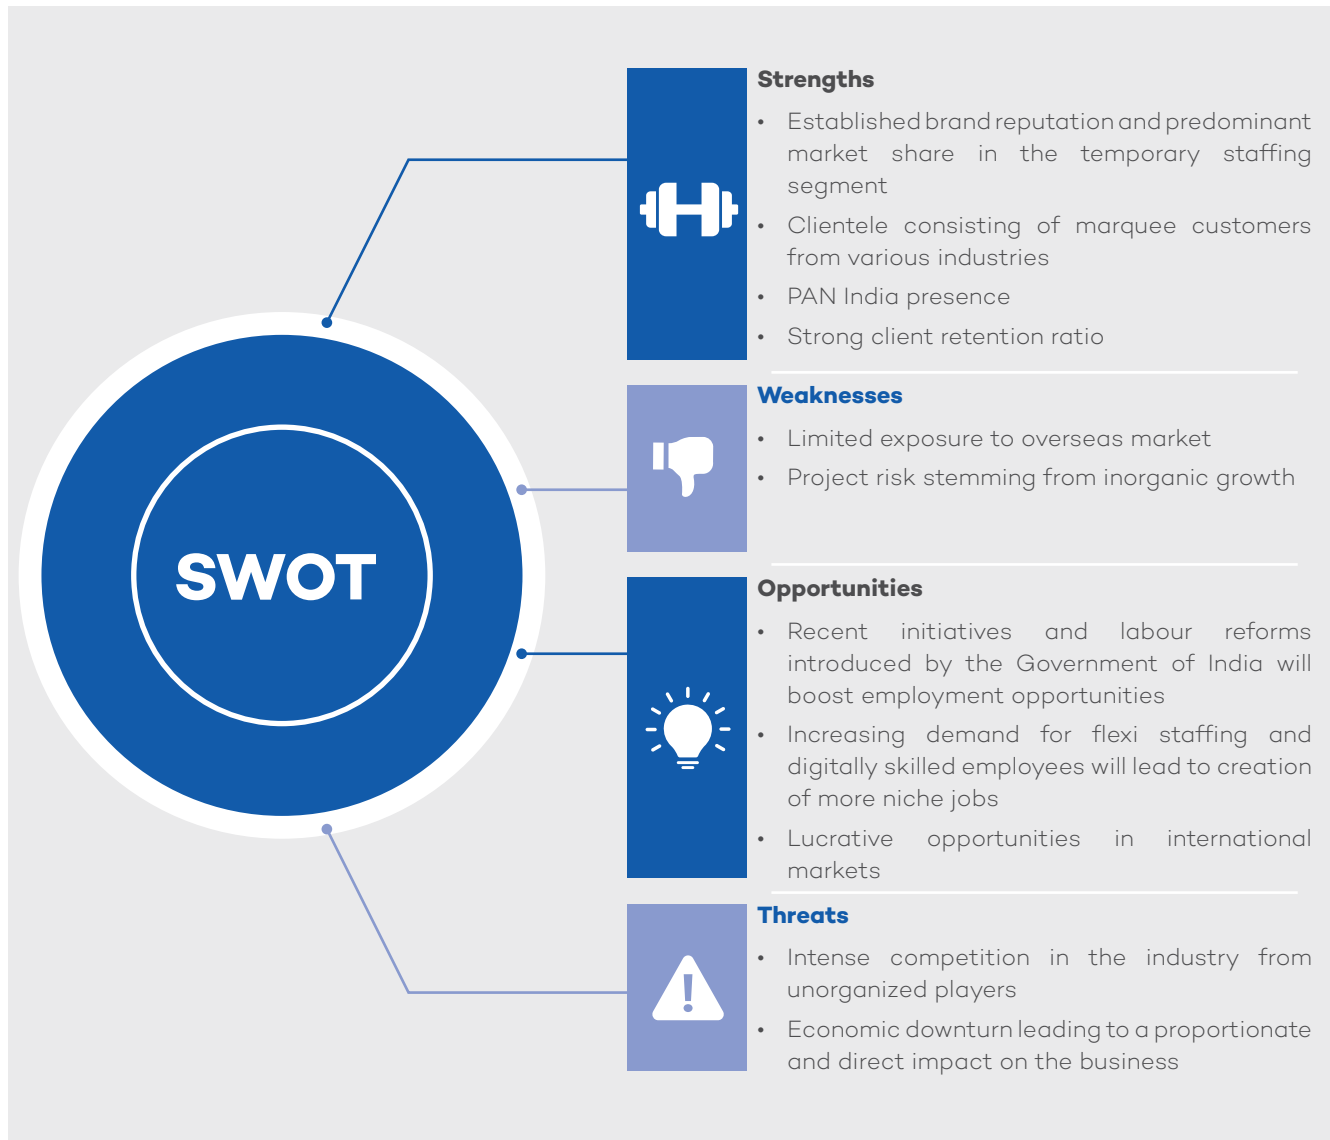 SWOT
Strengths
• Established brand reputation and predominant
market share in the temporary staffing
segment
• Clientele consisting of marquee customers
from various industries
• PAN India presence
• Strong client retention ratio
Weaknesses
• Limited exposure to overseas market
• Project risk stemming from inorganic growth
Opportunities
• Recent initiatives and labour reforms
introduced by the Government of India will
boost employment opportunities
• Increasing demand for flexi staffing and
digitally skilled employees will lead to creation
of more niche jobs
• Lucrative opportunities in international
markets
Threats
• Intense competition in the industry from
unorganized players
• Economic downturn leading to a proportionate
and direct impact on the business